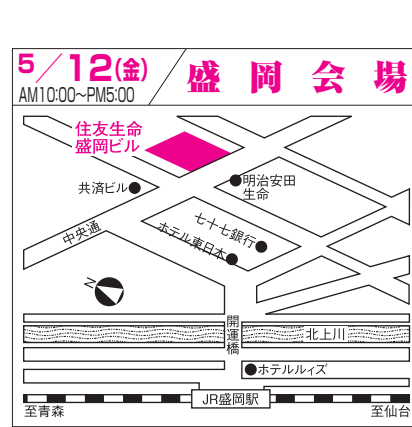 5／12(金)
盛岡会場
AM10:00~PM5:00
住友生命
盛岡ビル
共済ビル
明治安田
生命
七十七銀行
ホテル東日本
中央通
N
開運橋
北上川
ホテルルイズ
JR盛岡駅
至青森
至仙台